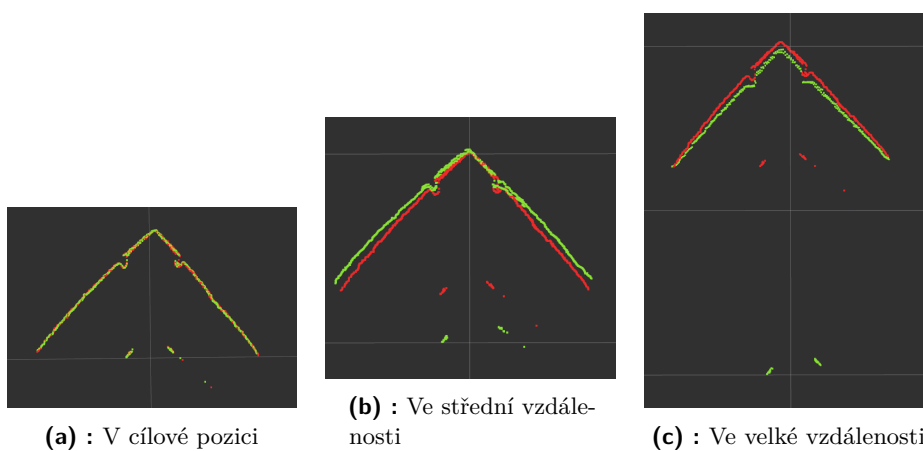 (a) : V cílové pozici
(b) : Ve střední vzdále-
nosti
(c) : Ve velké vzdálenosti